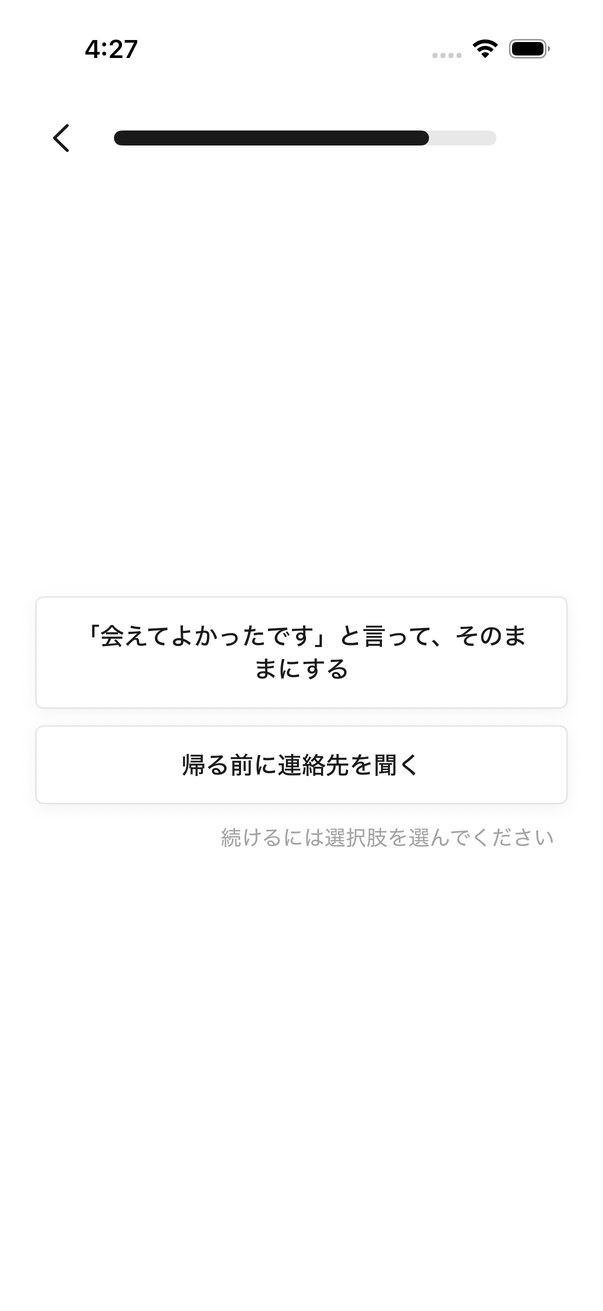 4:27
「会えてよかったです」と言って、そのま
まにする
帰る前に連絡先を聞く
続けるには選択肢を選んでください